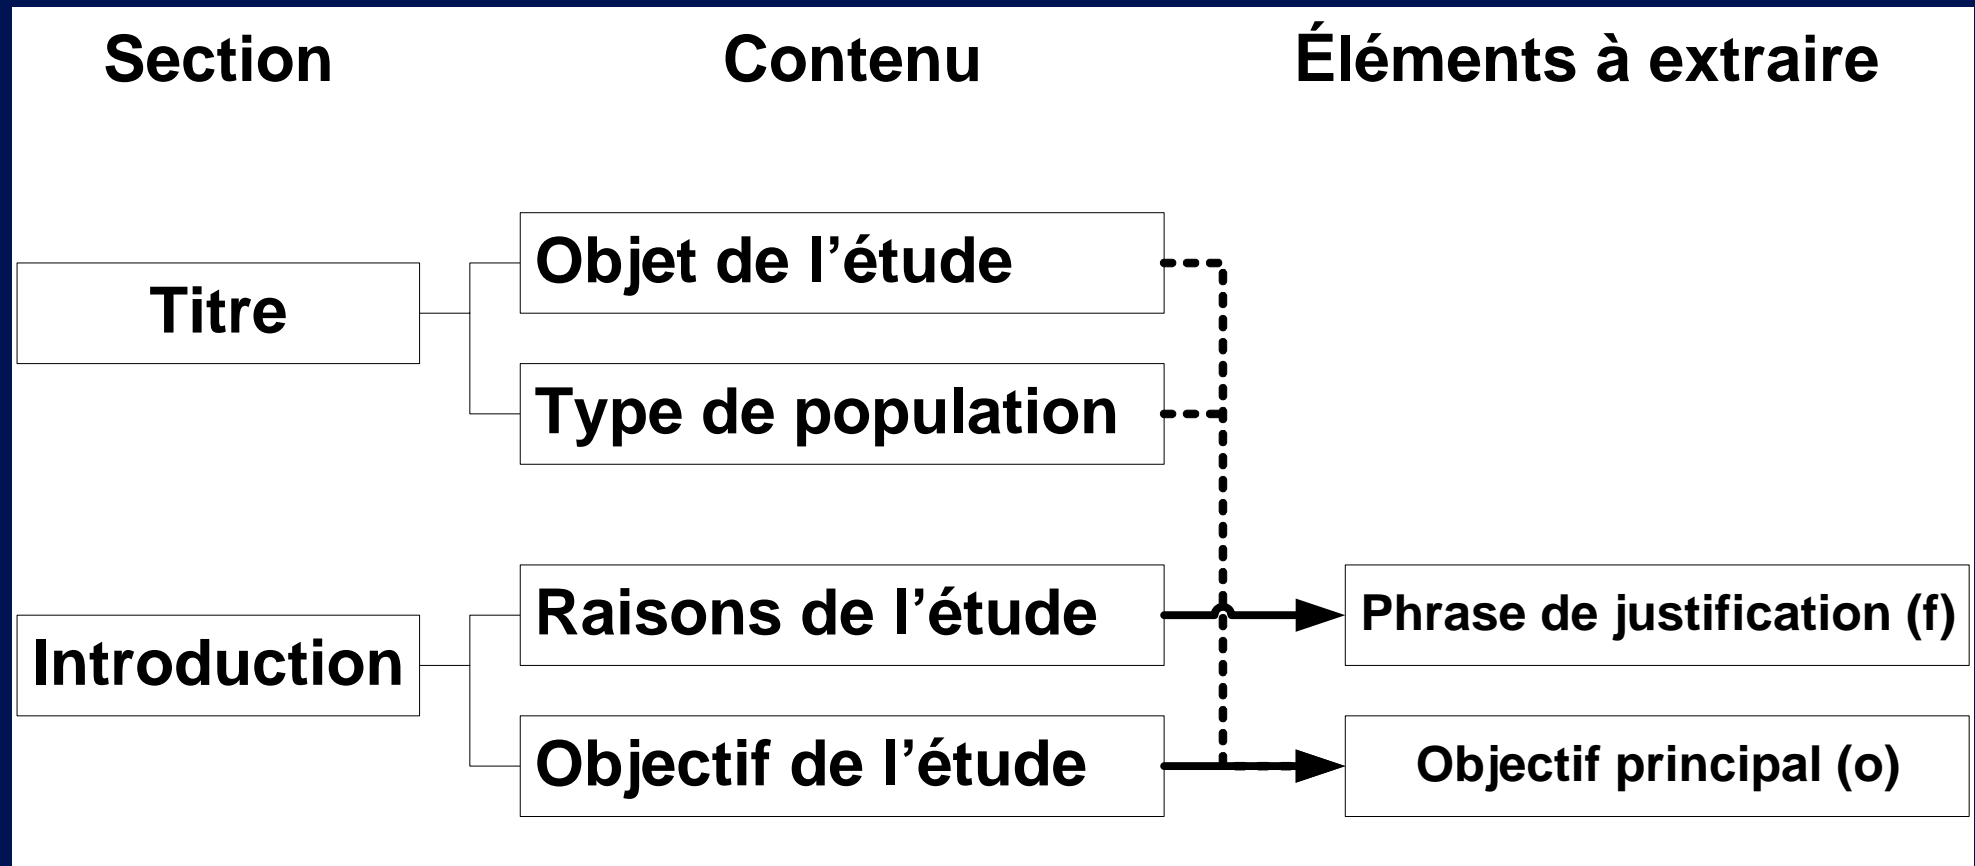 Section
Contenu
Éléments à extraire
Titre
Objet de l’étude
Type de population
Introduction
Raisons de l’étude
Objectif de l’étude
Phrase de justification (f)
Objectif principal (o)